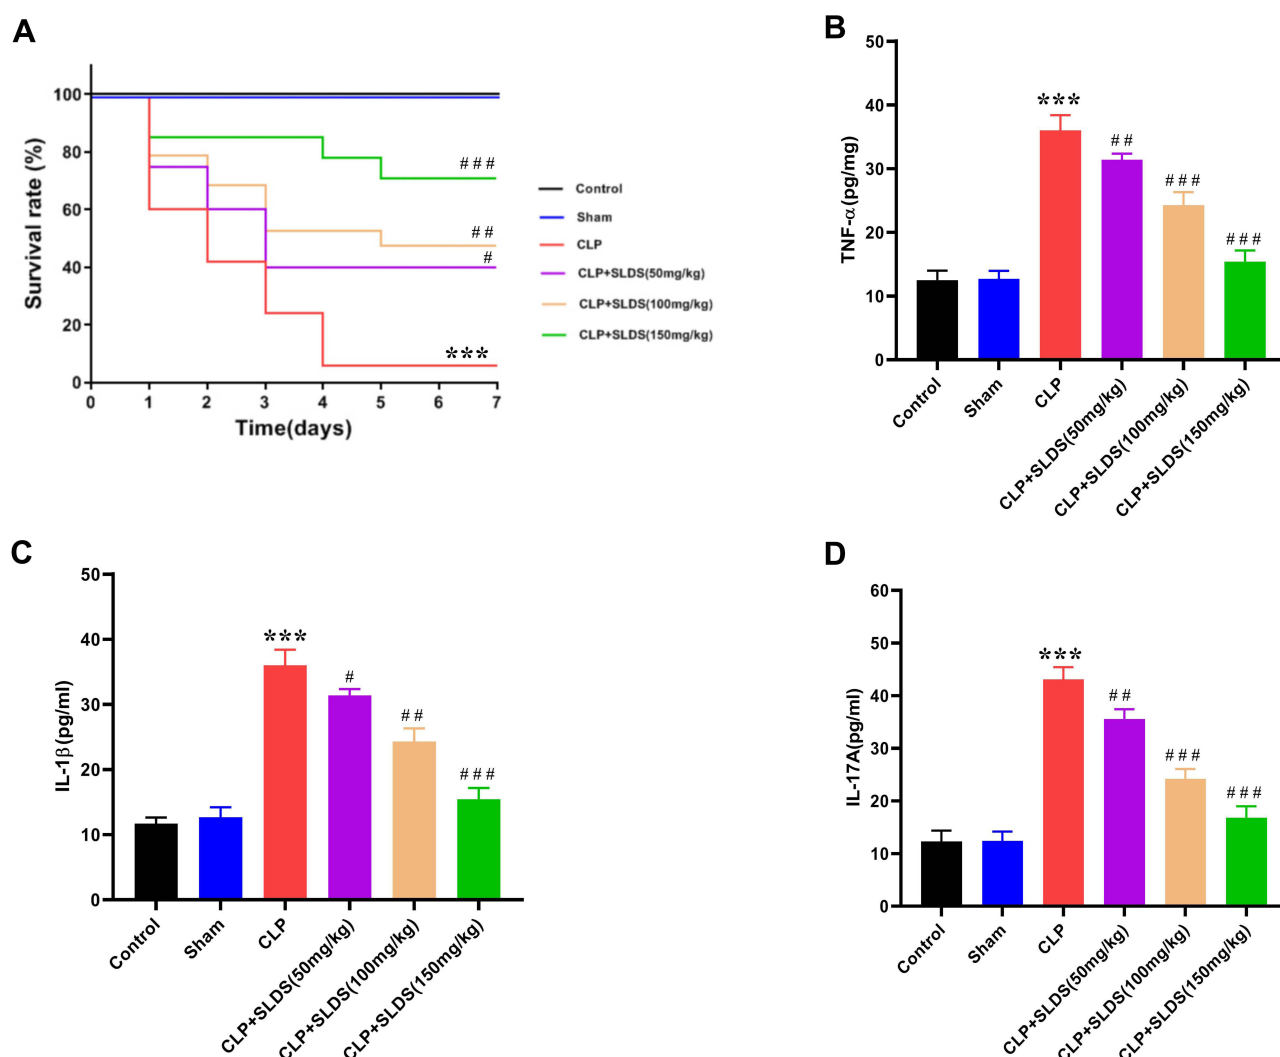 A
Survival rate (%)
100
80
60
40
20
0
0 1 2 3 4 5 6 7
Time(days)
###
##
#
***
Control
Sham
CLP
CLP+SLDS(50mg/kg)
CLP+SLDS(100mg/kg)
CLP+SLDS(150mg/kg)
B
TNF-α(pg/mg)
50
40
30
20
10
0
***
##
###
###
Control
Sham
CLP
CLP+SLDS(50mg/kg)
CLP+SLDS(100mg/kg)
CLP+SLDS(150mg/kg)
C
IL-1β(pg/ml)
50
40
30
20
10
0
***
#
##
###
Control
Sham
CLP
CLP+SLDS(50mg/kg)
CLP+SLDS(100mg/kg)
CLP+SLDS(150mg/kg)
D
IL-17A(pg/ml)
60
50
40
30
20
10
0
***
##
###
###
Control
Sham
CLP
CLP+SLDS(50mg/kg)
CLP+SLDS(100mg/kg)
CLP+SLDS(150mg/kg)